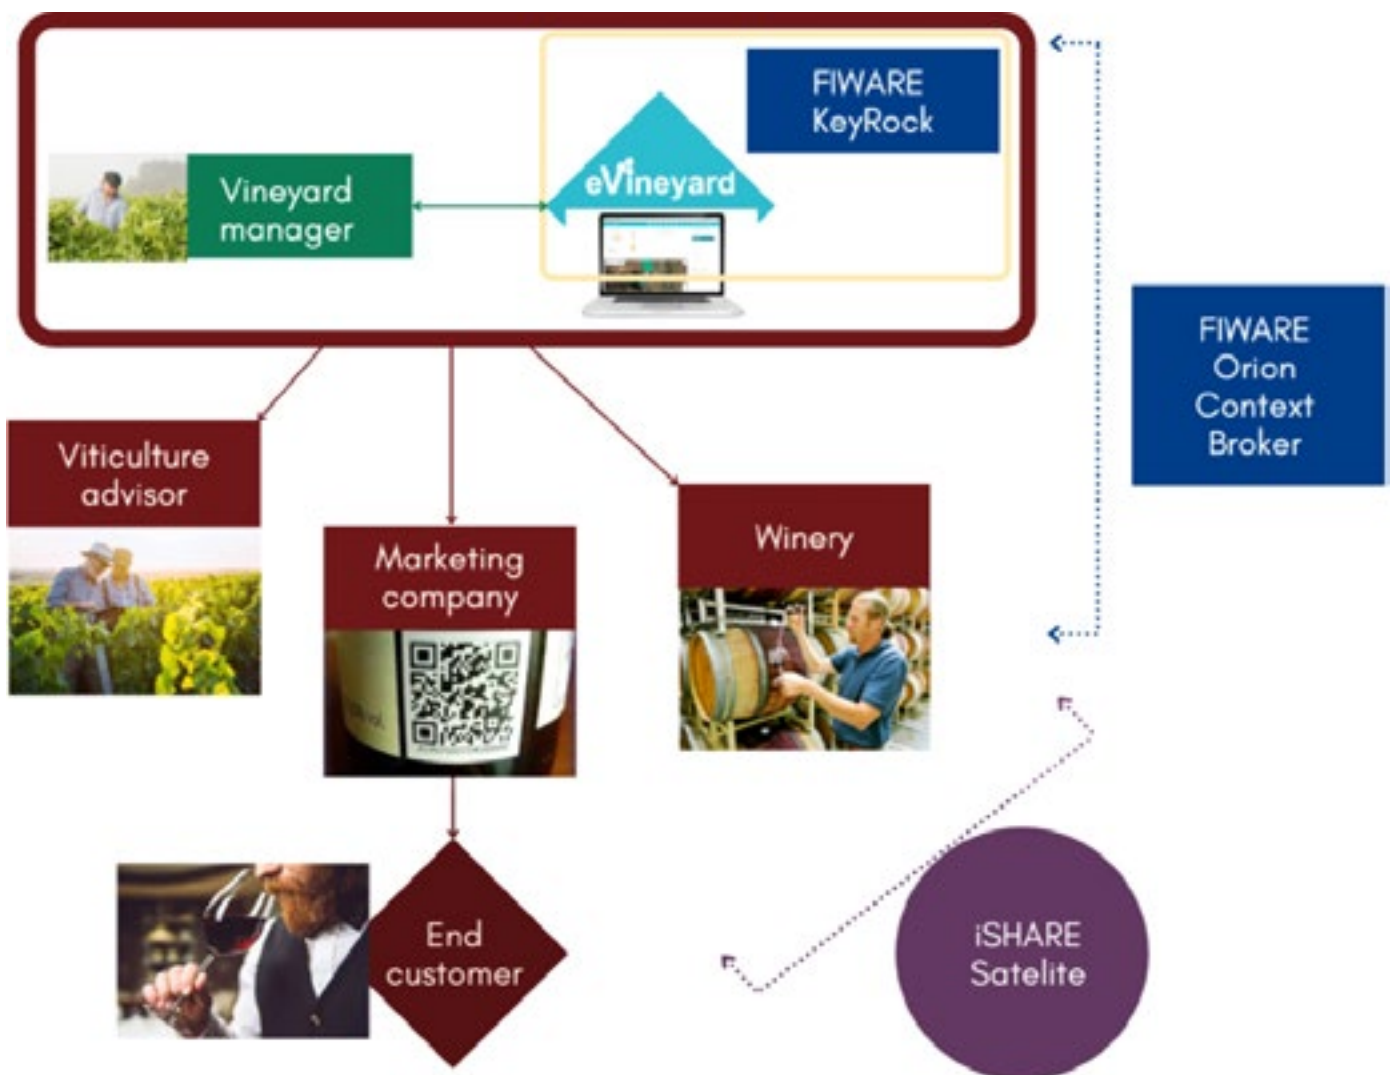 FIWARE
KeyRock
eVineyard
Vineyard
manager
FIWARE
Orion
Context
Broker
Viticulture
advisor
Marketing
company
Winery
End
customer
iSHARE
Satelite